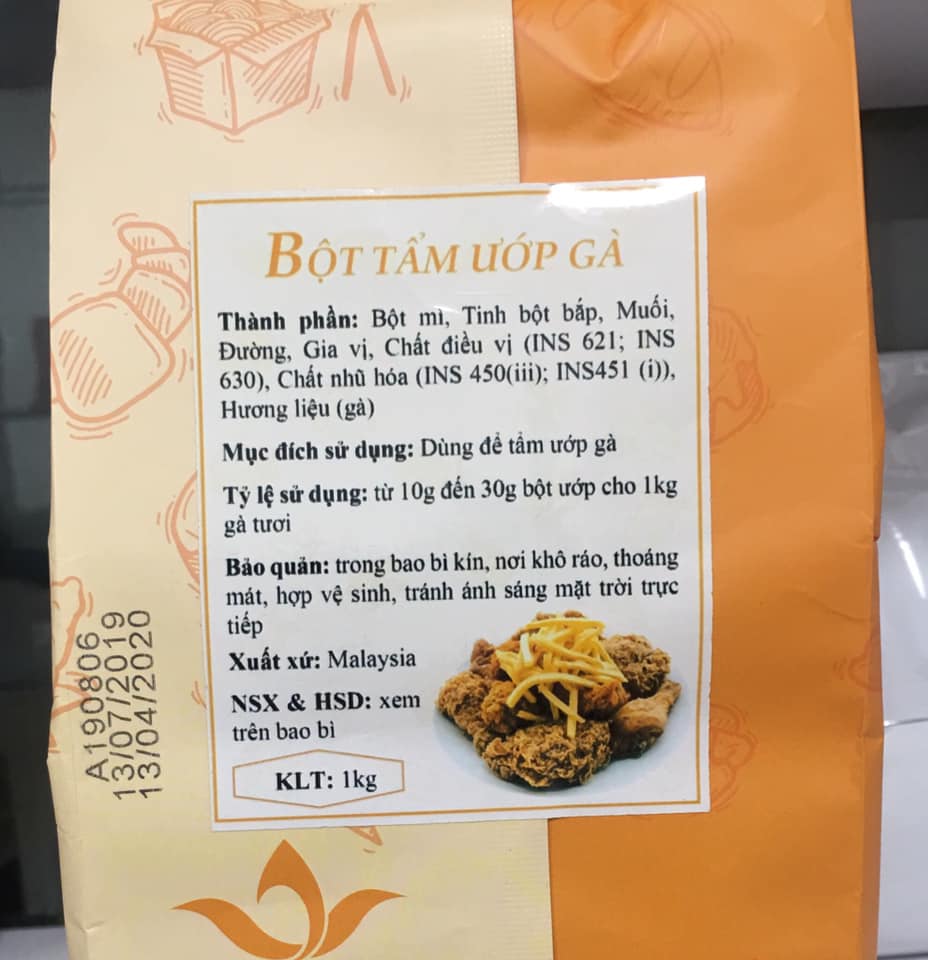 BỘT TẨM ƯỚP GÀ
Thành phần: Bột mì, Tinh bột bắp, Muối,
Đường, Gia vị, Chất điều vị (INS 621; INS
630), Chất nhũ hóa (INS 450(iii); INS451 (i)),
Hương liệu (gà)
Mục đích sử dụng: Dùng để tẩm ướp gà
Tỷ lệ sử dụng: từ 10g đến 30g bột ướp cho 1kg
gà tươi
Bảo quản: trong bao bì kín, nơi khô ráo, thoáng
mát, hợp vệ sinh, tránh ánh sáng mặt trời trực
tiếp
Xuất xứ: Malaysia
NSX & HSD: xem
trên bao bì
KLT: 1kg
A190806
13/07/2019
13/04/2020